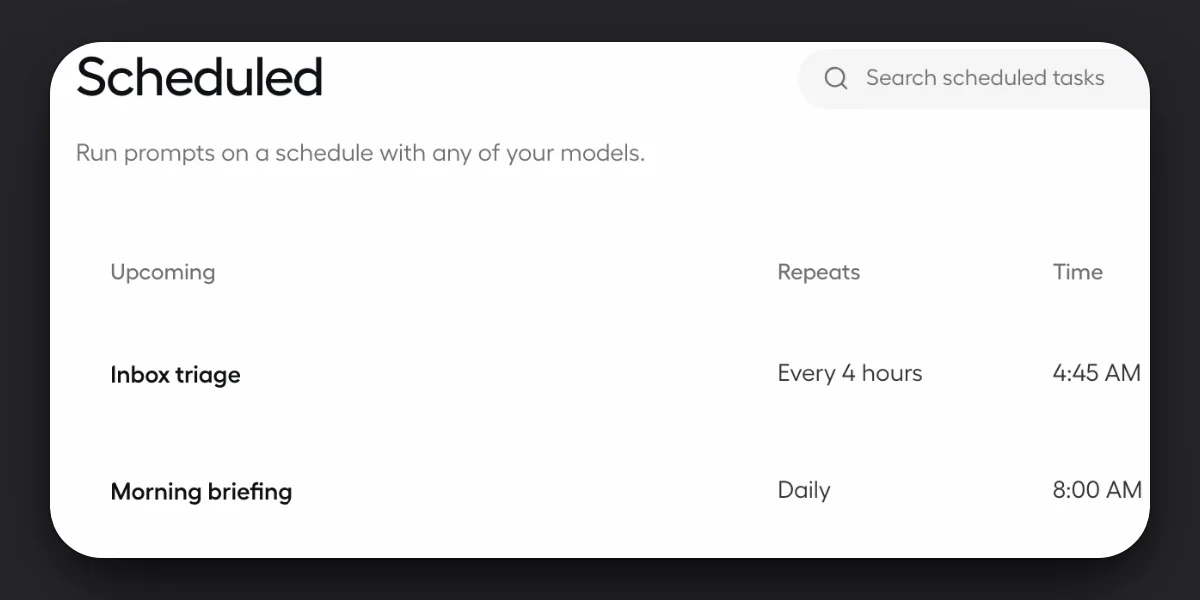 Scheduled
Search scheduled tasks
Run prompts on a schedule with any of your models.
Upcoming Repeats Time
Inbox triage Every 4 hours 4:45 AM
Morning briefing Daily 8:00 AM